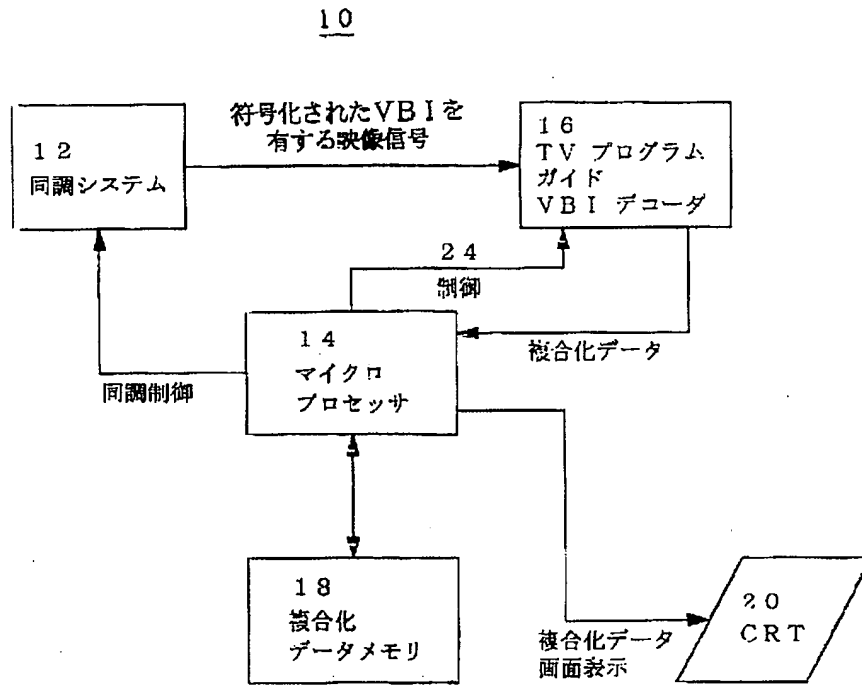 １０
符号化されたＶＢＩを
有する映像信号
１２
同調システム
１６
ＴＶ プログラム
ガイド
ＶＢＩ デコーダ
２４
制御
１４
マイクロ
プロセッサ
複合化データ
同調制御
１８
複合化
データメモリ
複合化データ
画面表示
２０
ＣＲＴ